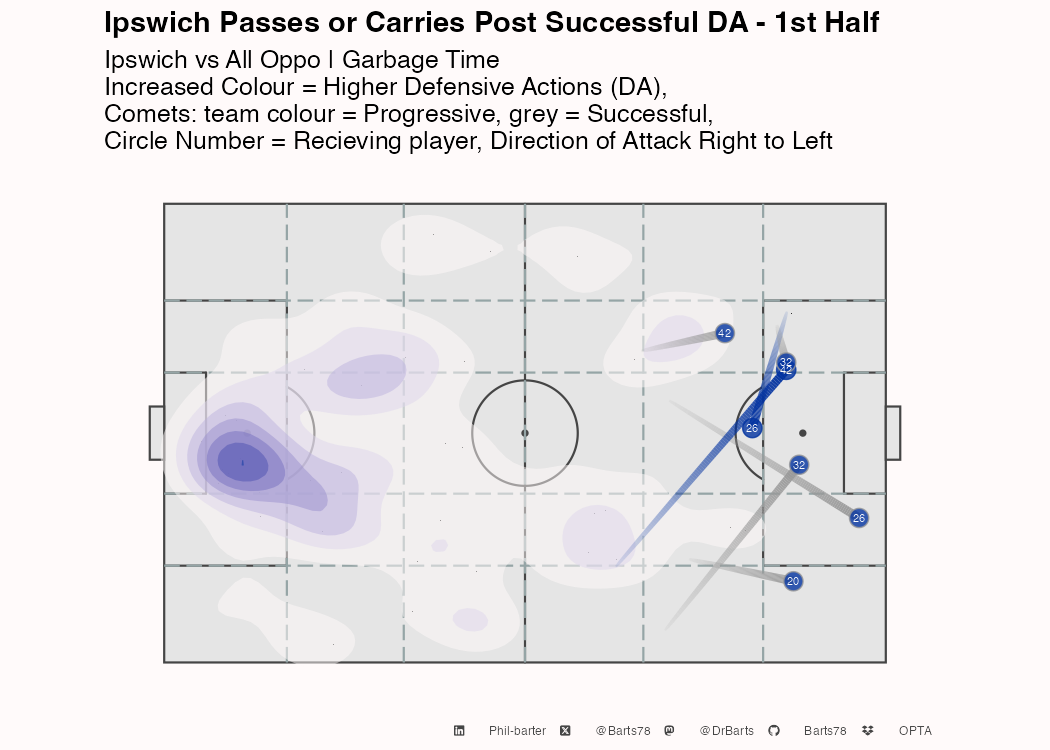 Ipswich Passes or Carries Post Successful DA - 1st Half
Ipswich vs All Oppo | Garbage Time
Increased Colour = Higher Defensive Actions (DA),
Comets: team colour = Progressive, grey = Successful,
Circle Number = Recieving player, Direction of Attack Right to Left
42
32
42
26
32
26
20
Phil-barter @Barts78 @DrBarts Barts78 OPTA